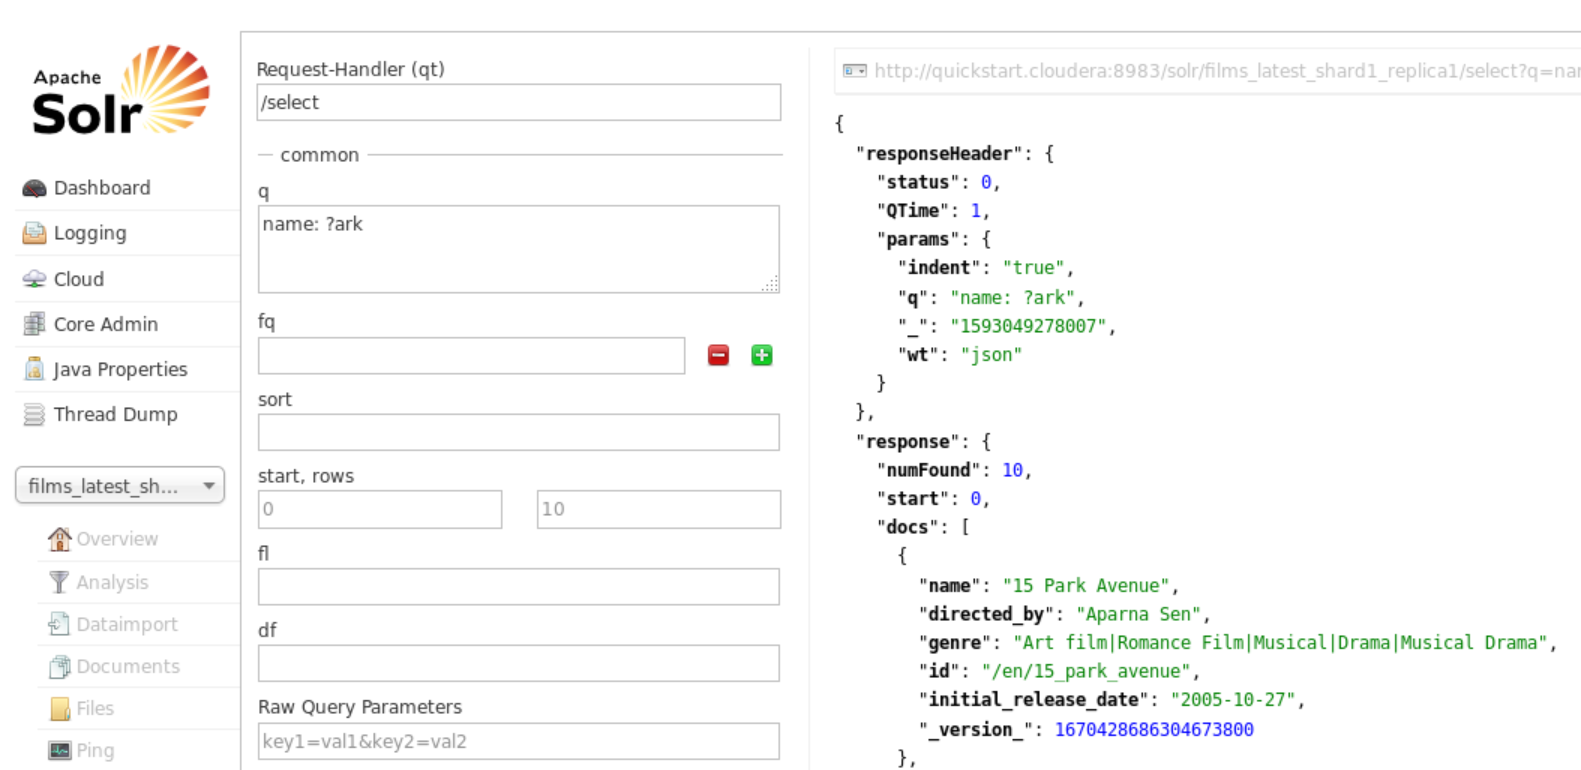 Apache
Solr
Dashboard
Logging
Cloud
Core Admin
Java Properties
Thread Dump
films_latest_sh...
Overview
Analysis
Dataimport
Documents
Files
Ping
Request-Handler (qt)
/select
common
q
name: ?ark
fq
sort
start, rows
0
10
fl
df
Raw Query Parameters
key1=val1&key2=val2
http://quickstart.cloudera:8983/solr/films_latest_shard1_replica1/select?q=nar
{
"responseHeader": {
"status": 0,
"QTime": 1,
"params": {
"indent": "true",
"q": "name: ?ark",
"_": "1593049278007",
"wt": "json"
}
},
"response": {
"numFound": 10,
"start": 0,
"docs": [
{
"name": "15 Park Avenue",
"directed_by": "Aparna Sen",
"genre": "Art film|Romance Film|Musical|Drama|Musical Drama",
"id": "/en/15_park_avenue",
"initial_release_date": "2005-10-27",
"_version_": 1670428686304673800
},